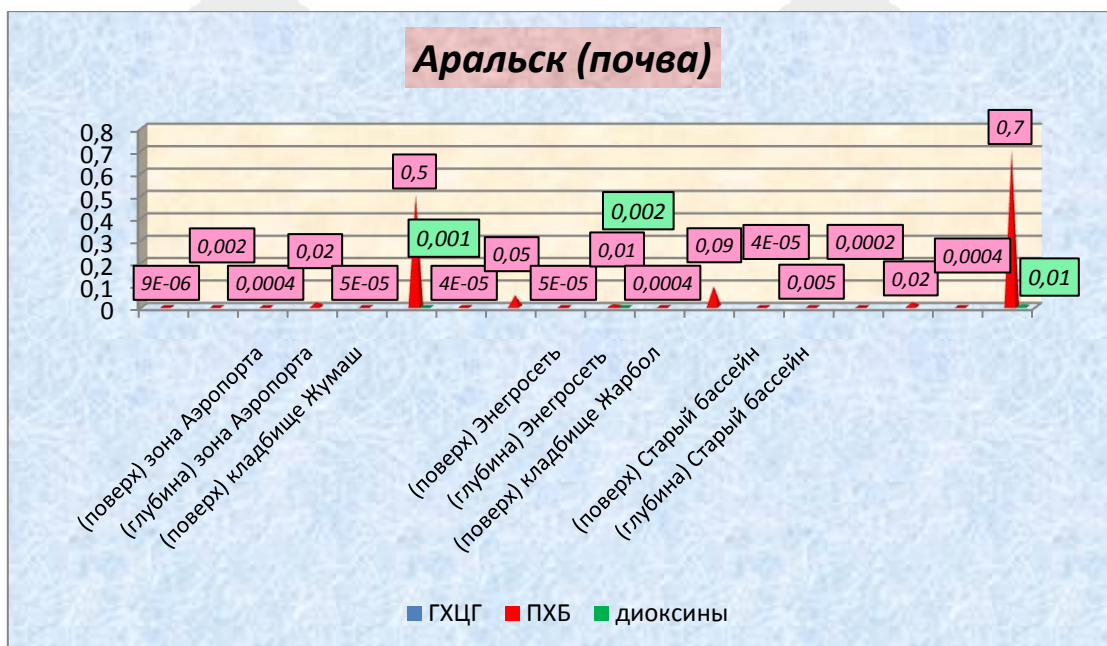 Аральск (почва)
0,8
0,7
0,6
0,5
0,4
0,3
0,2
0,1
0
9E-06
0,002
0,0004
0,02
5E-05
0,5
0,001
4E-05
0,05
5E-05
0,01
0,002
0,0004
0,09
4E-05
0,005
0,0002
0,02
0,0004
0,7
0,01
(поверх) зона Аэропорта
(глубина) зона Аэропорта
(поверх) кладбище Жумаш
(поверх) Энегросеть
(глубина) Энегросеть
(поверх) кладбище Жарбол
(поверх) Старый бассейн
(глубина) Старый бассейн
ГХЦГ ПХБ диоксины